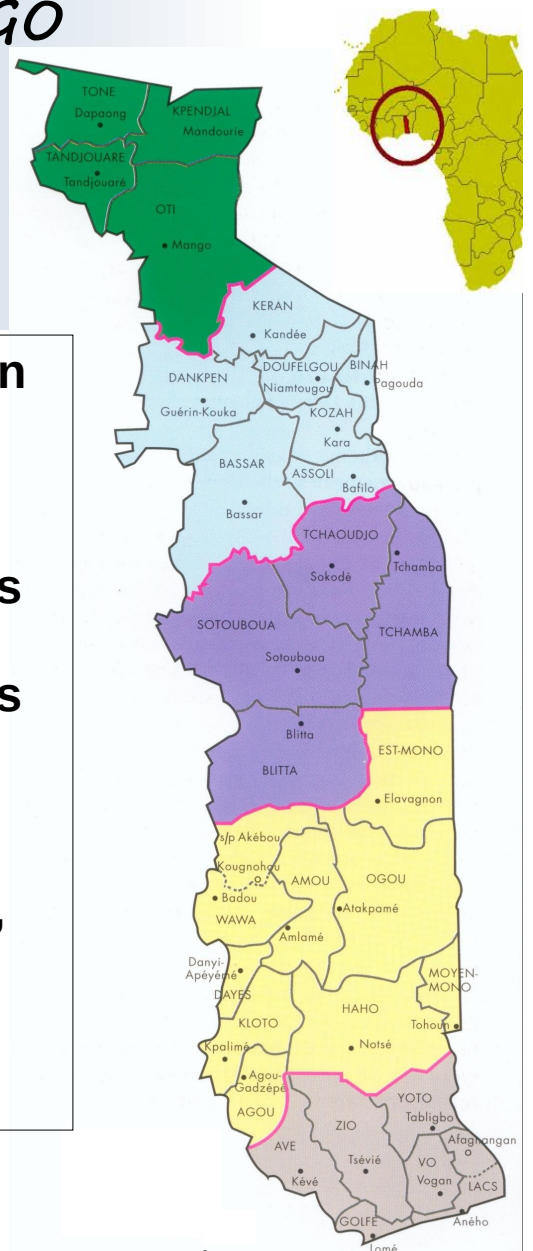 GO
n
s
s
,
TONE
Dapaong
KPENDJAL
Mandourie
TANDJOUARE
Tandjouaré
OTI
Mango
KERAN
Kandée
DOUFELGOU
Niamtougou
BINAH
Pagouda
DANKPEN
Guérin-Kouka
KOZAH
Kara
BASSAR
Bassar
ASSOLI
Bafilo
TCHAOUDJO
Sokodé
Tchamba
TCHAMBA
SOTOUBOUA
Sotouboua
Blitta
BLITTA
EST-MONO
Elavagnon
s/p Akébou
Kougnohou
AMOU
OGOU
Badou
Atakpamé
WAWA
Amlamé
Danyi-
Apéyémé
DAYES
MOYEN-
MONO
HAHO
KLOTO
Tohoun
Kpalimé
Notsé
Agou-
Gadzépé
AGOU
YOTO
Tabligbo
ZIO
AVE
Afagnangan
VO
Tsévié
Kévé
Vogan
LACS
GOLFE
Aného
Lomé